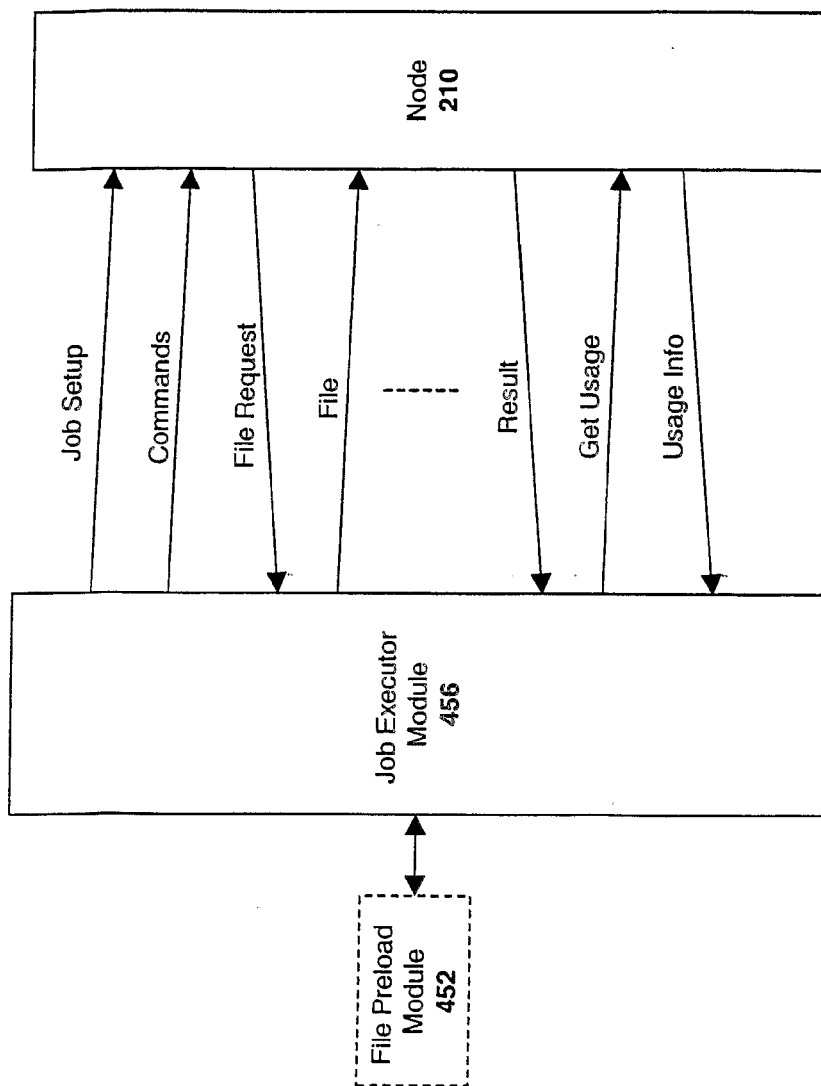 File Preload
Module
452
Job Executor
Module
456
Job Setup
Commands
File Request
File
Result
Get Usage
Usage Info
Node
210